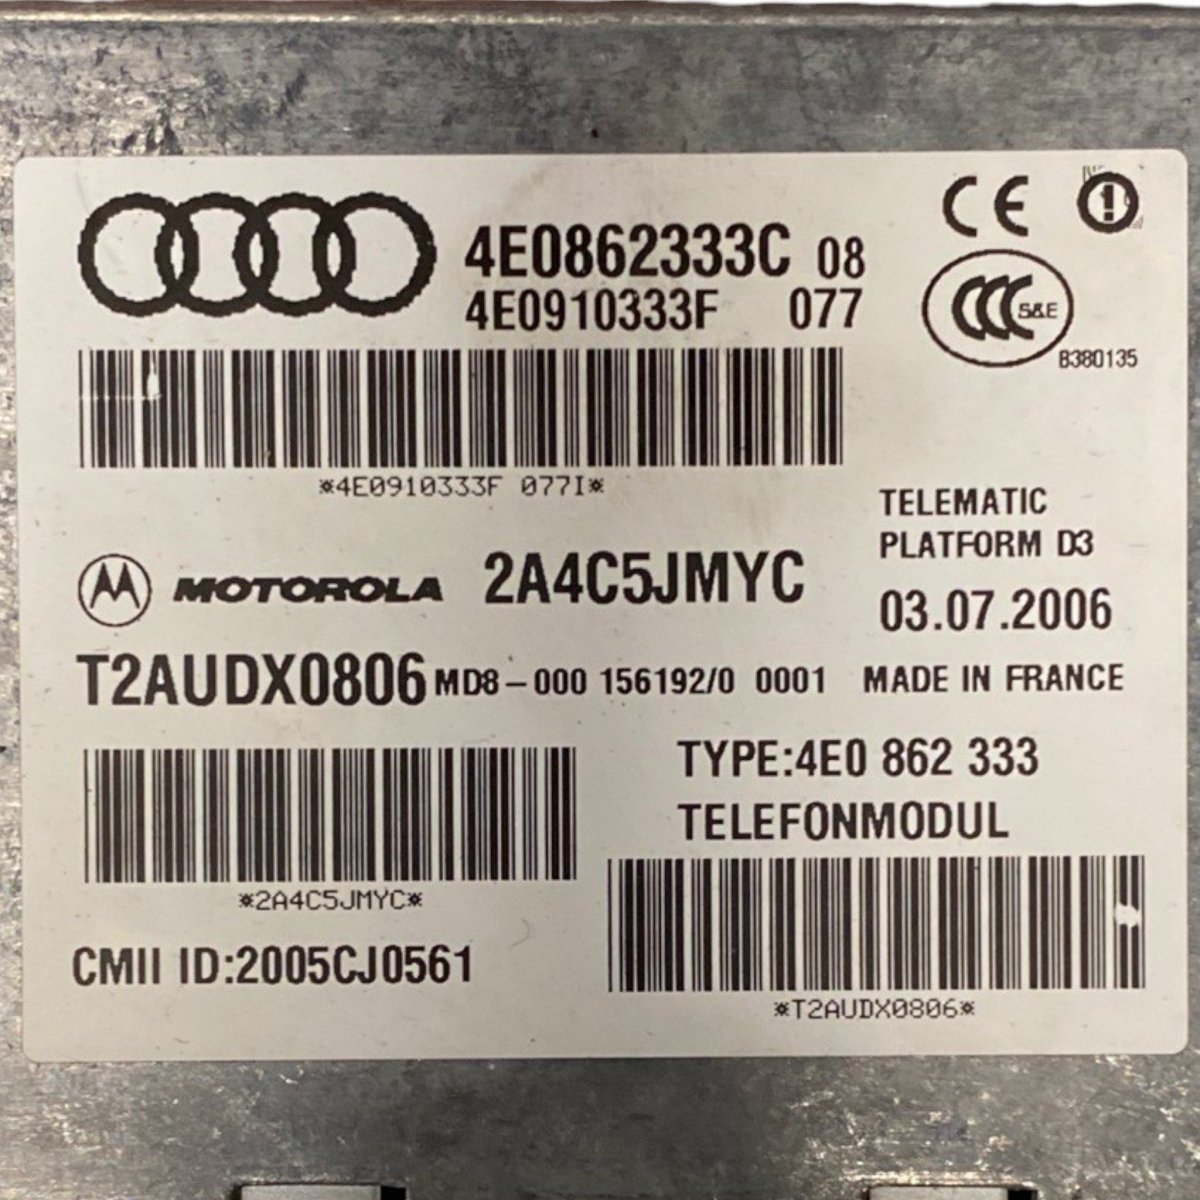 4E0862333C 08
CE
4E0910333F 077
CCC S&E
B380135
*4E0910333F 077I*
TELEMATIC
PLATFORM D3
MOTOROLA 2A4C5JMYC
03.07.2006
T2AUDX0806 MD8-000 156192/0 0001 MADE IN FRANCE
TYPE:4E0 862 333
TELEFONMODUL
*2A4C5JMYC*
CMII ID:2005CJ0561
*T2AUDX0806*